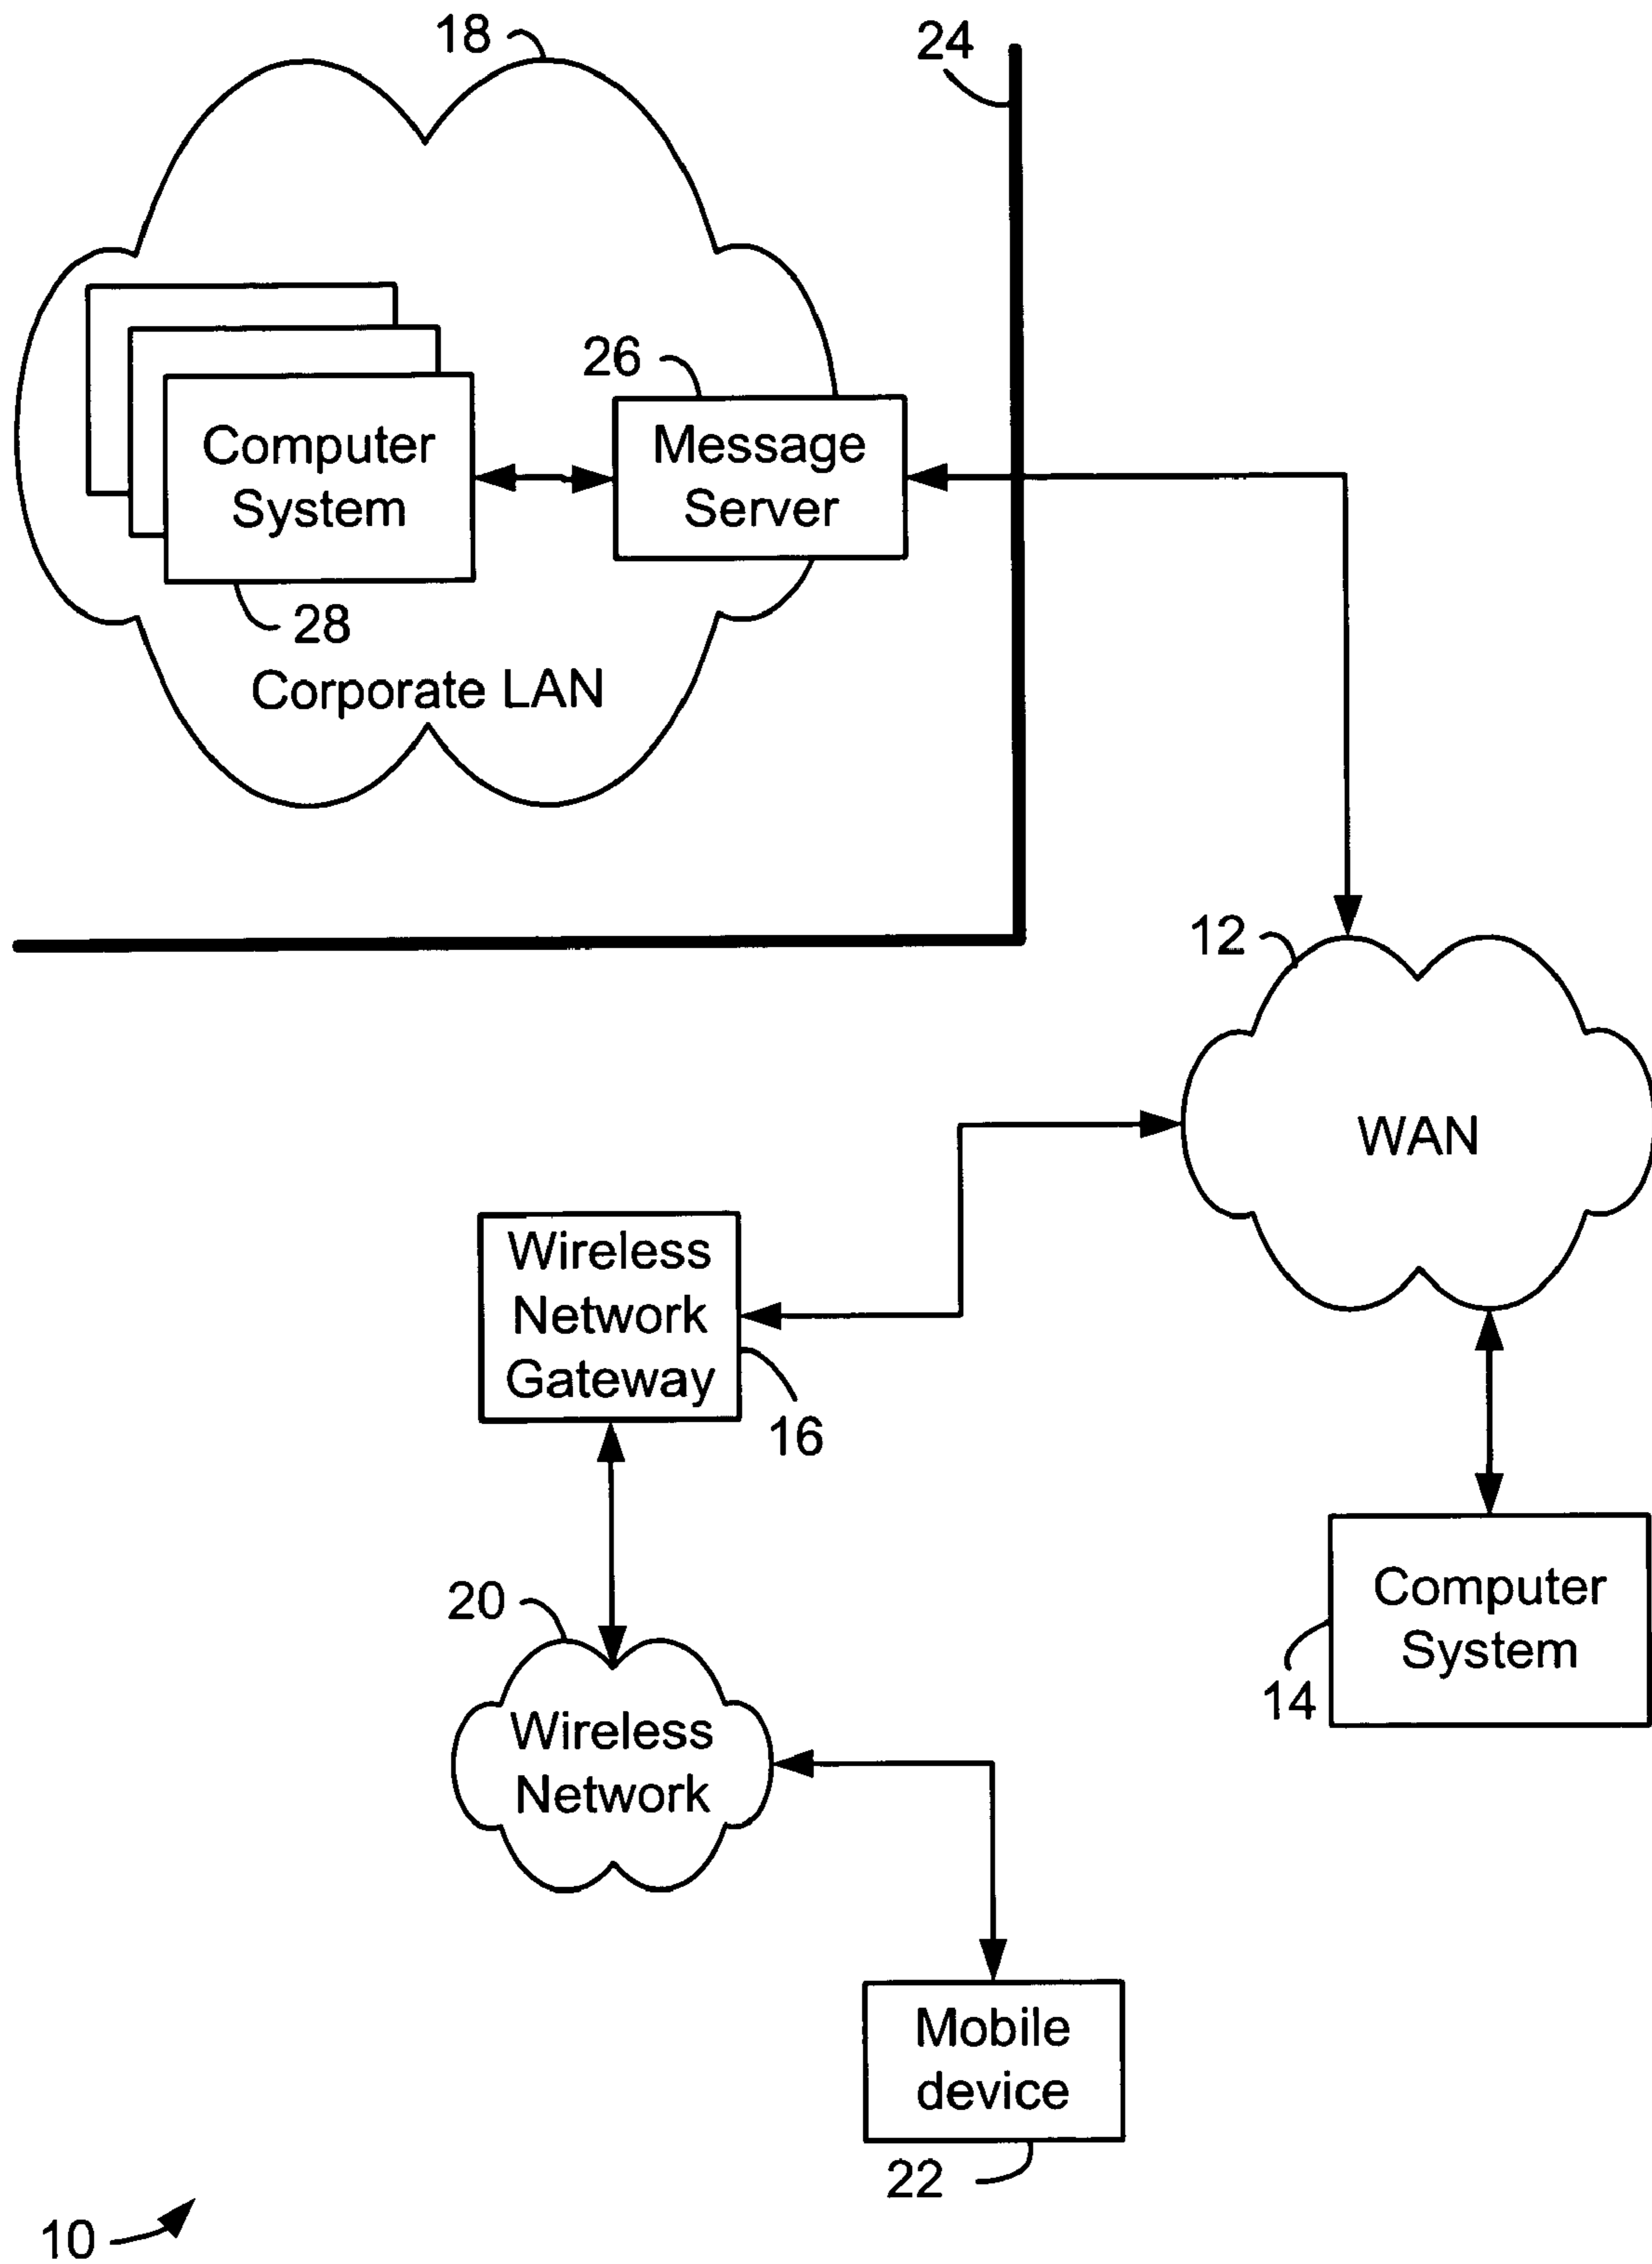 18
24
26
Computer
System
Message
Server
28
Corporate LAN
12
WAN
Wireless
Network
Gateway
16
20
Computer
System
14
Wireless
Network
Mobile
device
22
10